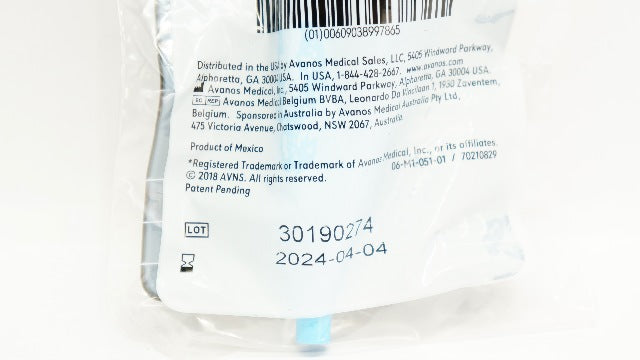 (01)00609038997865
Distributed in the USA by Avanos Medical Sales, LLC, 5405 Windward Parkway,
Alpharetta, GA 30004 USA. In USA, 1-844-428-2667. www.avanos.com
Avanos Medical, Inc., 5405 Windward Parkway, Alpharetta, GA 30004 USA.
EC REP Avanos Medical Belgium BVBA, Leonardo Da Vincilaan 1, 1930 Zaventem,
Belgium. Sponsored in Australia by Avanos Medical Australia Pty Ltd,
475 Victoria Avenue, Chatswood, NSW 2067, Australia
Product of Mexico
*Registered Trademark or Trademark of Avanos Medical, Inc., or its affiliates.
© 2018 AVNS. All rights reserved. 06-M1-051-01 / 70210829
Patent Pending
LOT 30190274
2024-04-04